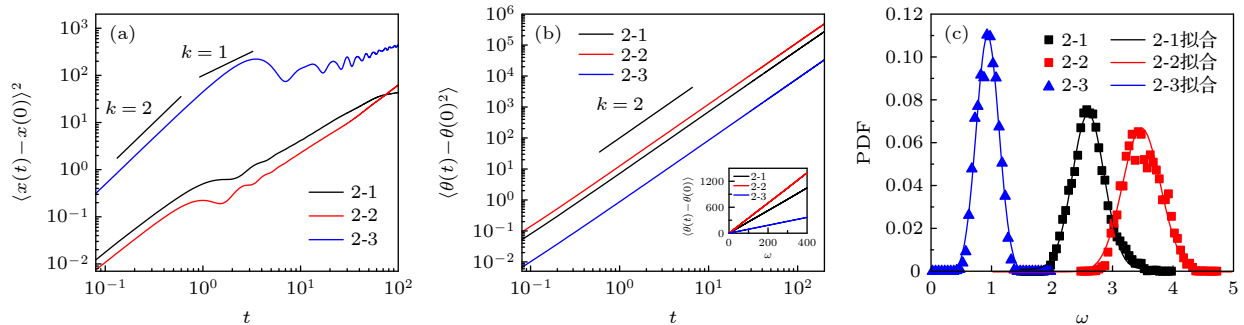 (a)
k = 1
k = 2
2-1
2-2
2-3
⟨x(t) − x(0)⟩²
10³
10²
10¹
10⁰
10⁻¹
10⁻²
10⁻¹ 10⁰ 10¹ 10²
t
(b)
2-1
2-2
2-3
k = 2
⟨θ(t) − θ(0)²⟩
10⁶
10⁵
10⁴
10³
10²
10¹
10⁰
10⁻¹
10⁻²
10⁻¹ 10⁰ 10¹ 10²
t
2-1
2-2
2-3
⟨θ(t) − θ(0)⟩
1200
600
0
0 200 400
ω
(c)
2-1 2-1拟合
2-2 2-2拟合
2-3 2-3拟合
PDF
0.12
0.10
0.08
0.06
0.04
0.02
0
0 1 2 3 4 5
ω